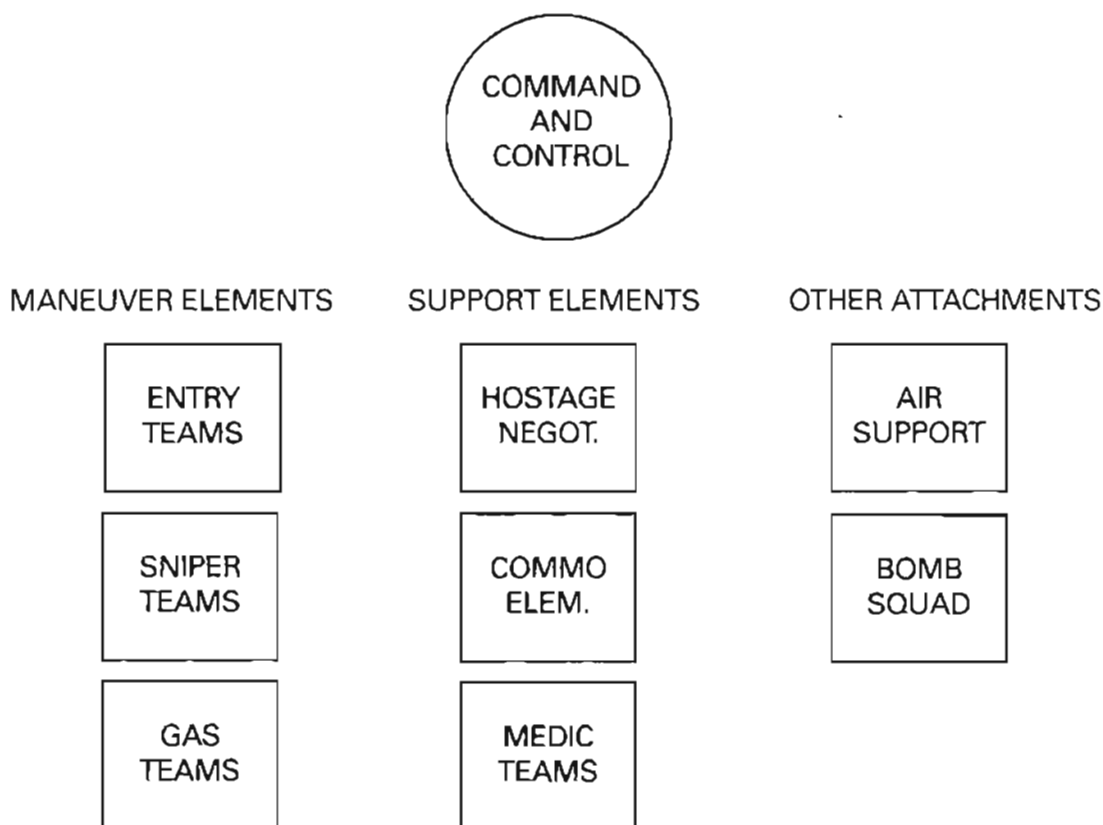 COMMAND
AND
CONTROL
MANEUVER ELEMENTS
ENTRY
TEAMS
SNIPER
TEAMS
GAS
TEAMS
SUPPORT ELEMENTS
HOSTAGE
NEGOT.
COMMO
ELEM.
MEDIC
TEAMS
OTHER ATTACHMENTS
AIR
SUPPORT
BOMB
SQUAD